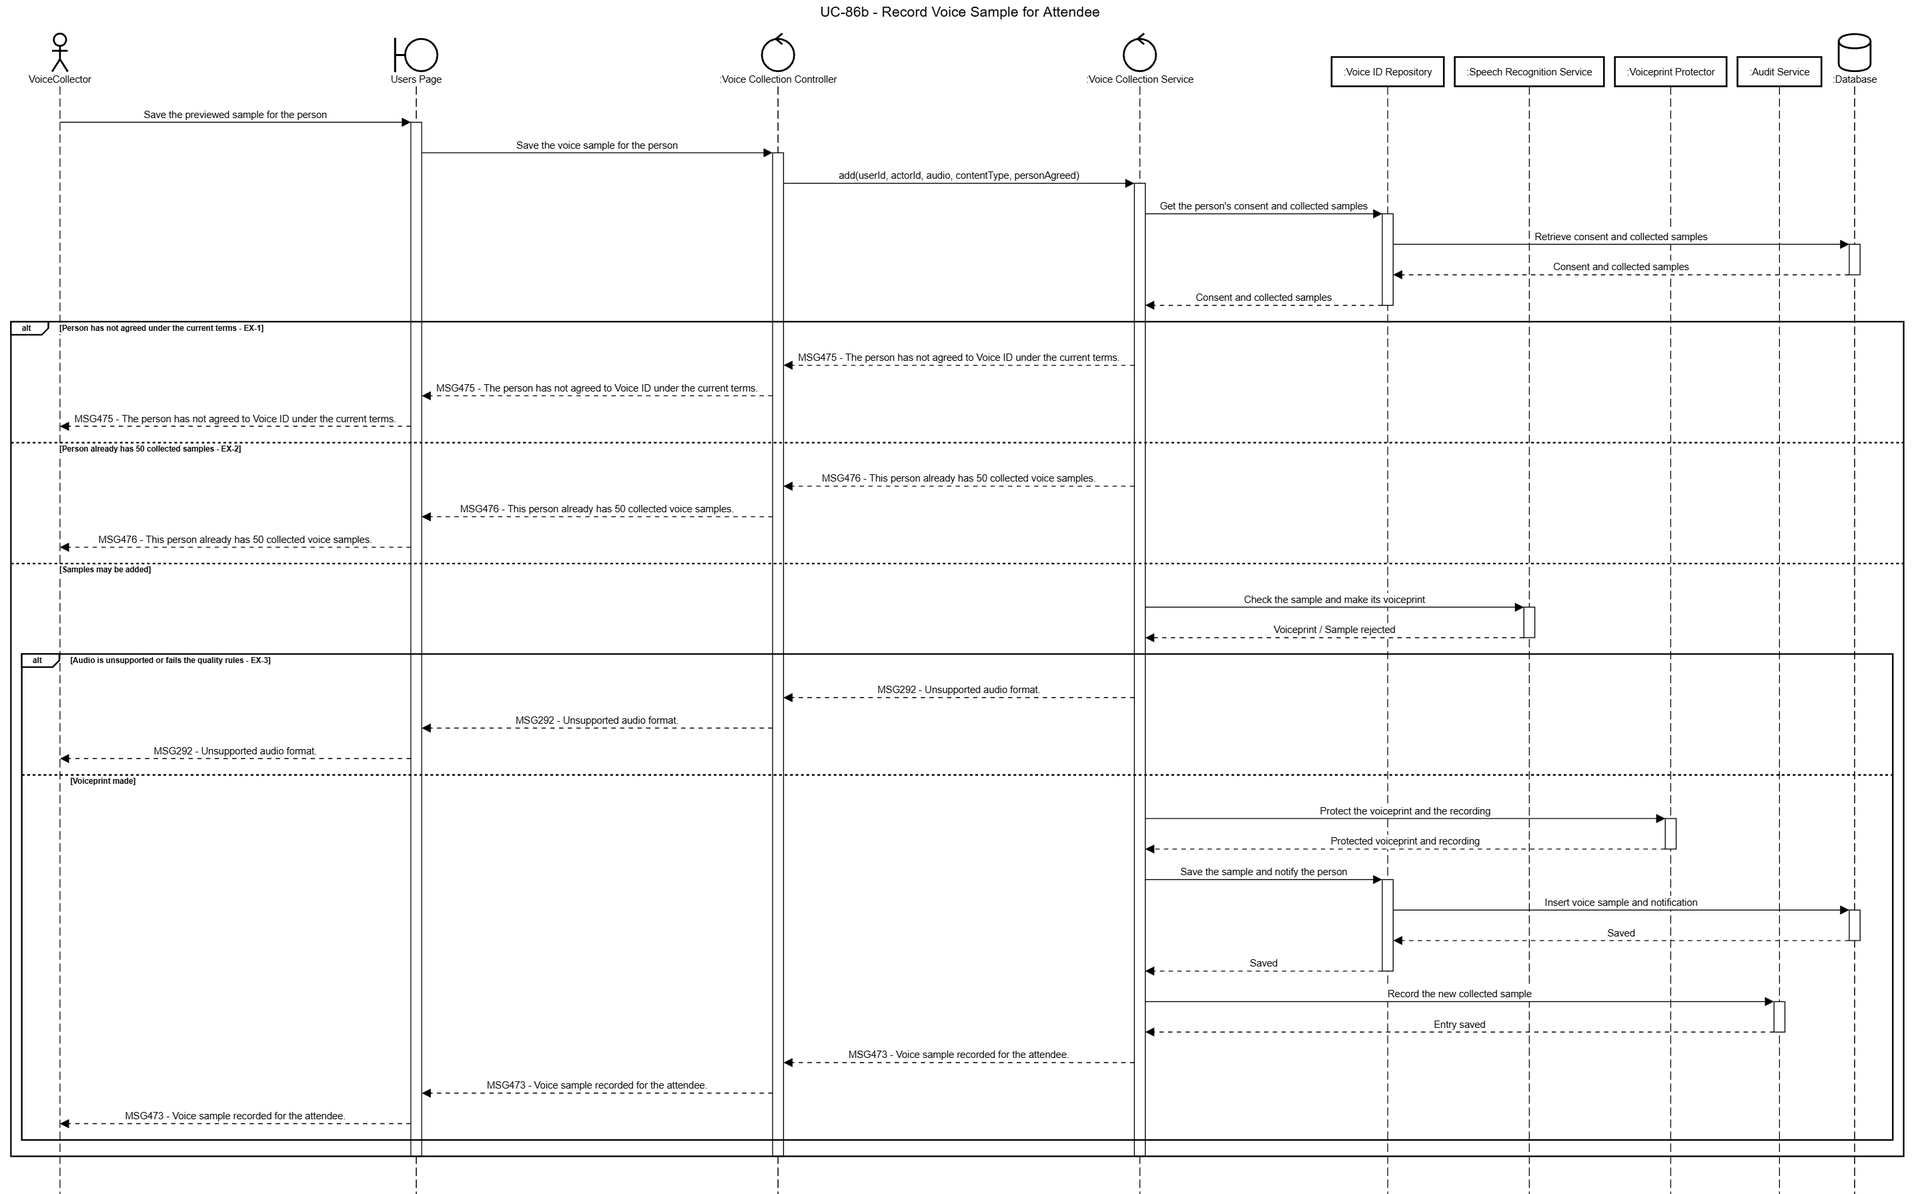 UC-86b - Record Voice Sample for Attendee
VoiceCollector
Users Page
:Voice Collection Controller
:Voice Collection Service
:Voice ID Repository
:Speech Recognition Service
:Voiceprint Protector
:Audit Service
:Database
Save the previewed sample for the person
Save the voice sample for the person
add(userId, actorId, audio, contentType, personAgreed)
Get the person's consent and collected samples
Retrieve consent and collected samples
Consent and collected samples
Consent and collected samples
alt
[Person has not agreed under the current terms - EX-1]
MSG475 - The person has not agreed to Voice ID under the current terms.
MSG475 - The person has not agreed to Voice ID under the current terms.
MSG475 - The person has not agreed to Voice ID under the current terms.
[Person already has 50 collected samples - EX-2]
MSG476 - This person already has 50 collected voice samples.
MSG476 - This person already has 50 collected voice samples.
MSG476 - This person already has 50 collected voice samples.
[Samples may be added]
Check the sample and make its voiceprint
Voiceprint / Sample rejected
alt
[Audio is unsupported or fails the quality rules - EX-3]
MSG292 - Unsupported audio format.
MSG292 - Unsupported audio format.
MSG292 - Unsupported audio format.
[Voiceprint made]
Protect the voiceprint and the recording
Protected voiceprint and recording
Save the sample and notify the person
Insert voice sample and notification
Saved
Saved
Record the new collected sample
Entry saved
MSG473 - Voice sample recorded for the attendee.
MSG473 - Voice sample recorded for the attendee.
MSG473 - Voice sample recorded for the attendee.